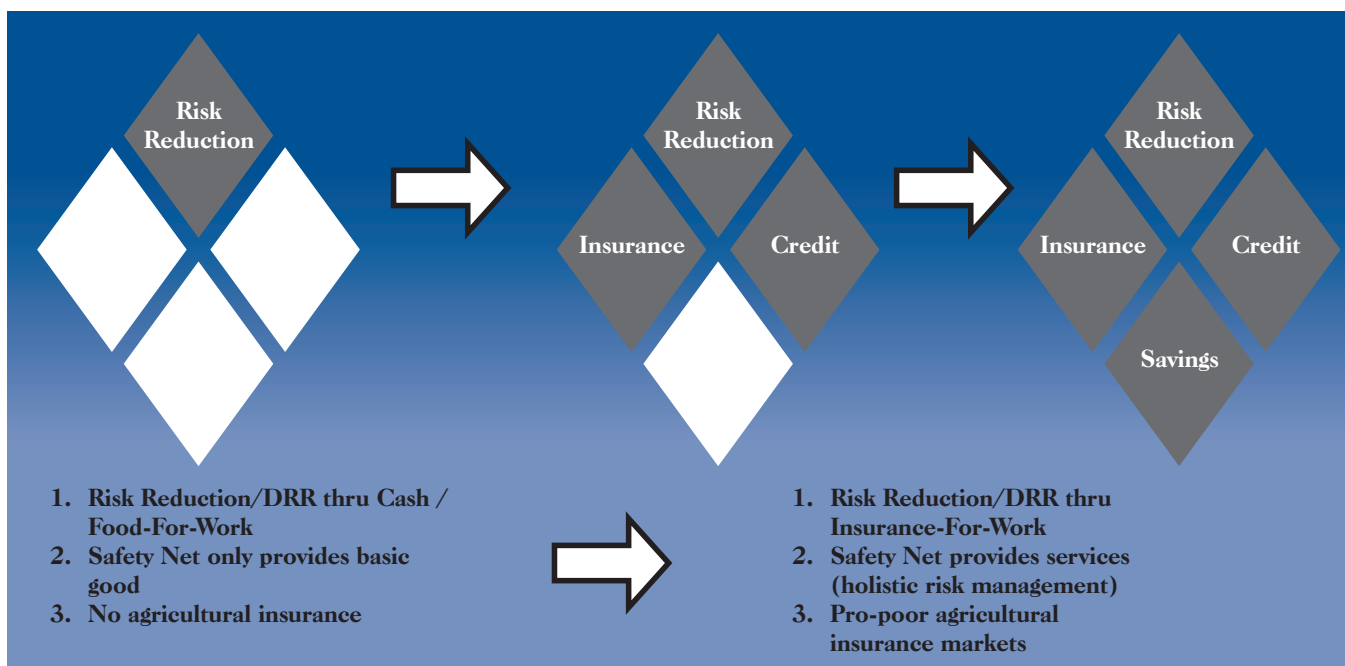 Risk
Reduction
Risk
Reduction
Insurance
Credit
Risk
Reduction
Insurance
Credit
Savings
1. Risk Reduction/DRR thru Cash /
Food-For-Work
2. Safety Net only provides basic
good
3. No agricultural insurance
1. Risk Reduction/DRR thru
Insurance-For-Work
2. Safety Net provides services
(holistic risk management)
3. Pro-poor agricultural
insurance markets